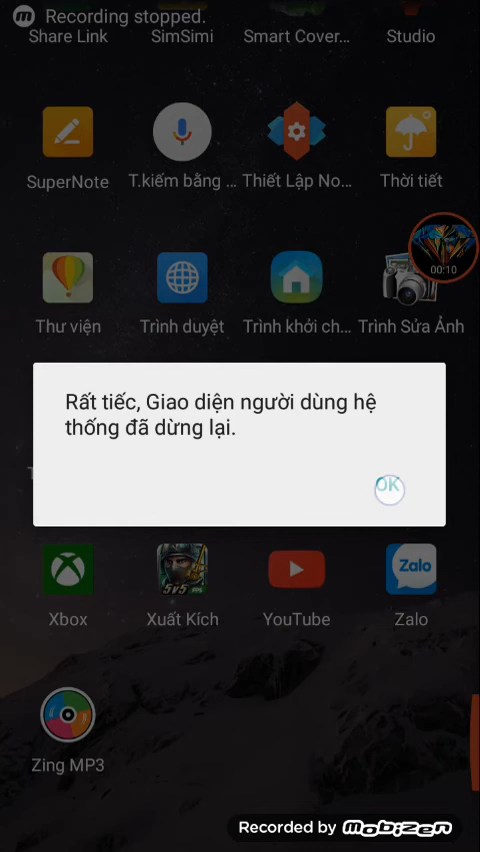 Recording stopped.
Share Link
SimSimi
Smart Cover...
Studio
SuperNote
T.kiếm bằng ...
Thiết Lập No...
Thời tiết
00:10
Thư viện
Trình duyệt
Trình khởi ch...
Trình Sửa Ảnh
Rất tiếc, Giao diện người dùng hệ
thống đã dừng lại.
OK
5v5
Zalo
Xbox
Xuất Kích
YouTube
Zalo
Zing MP3
Recorded by Mobizen